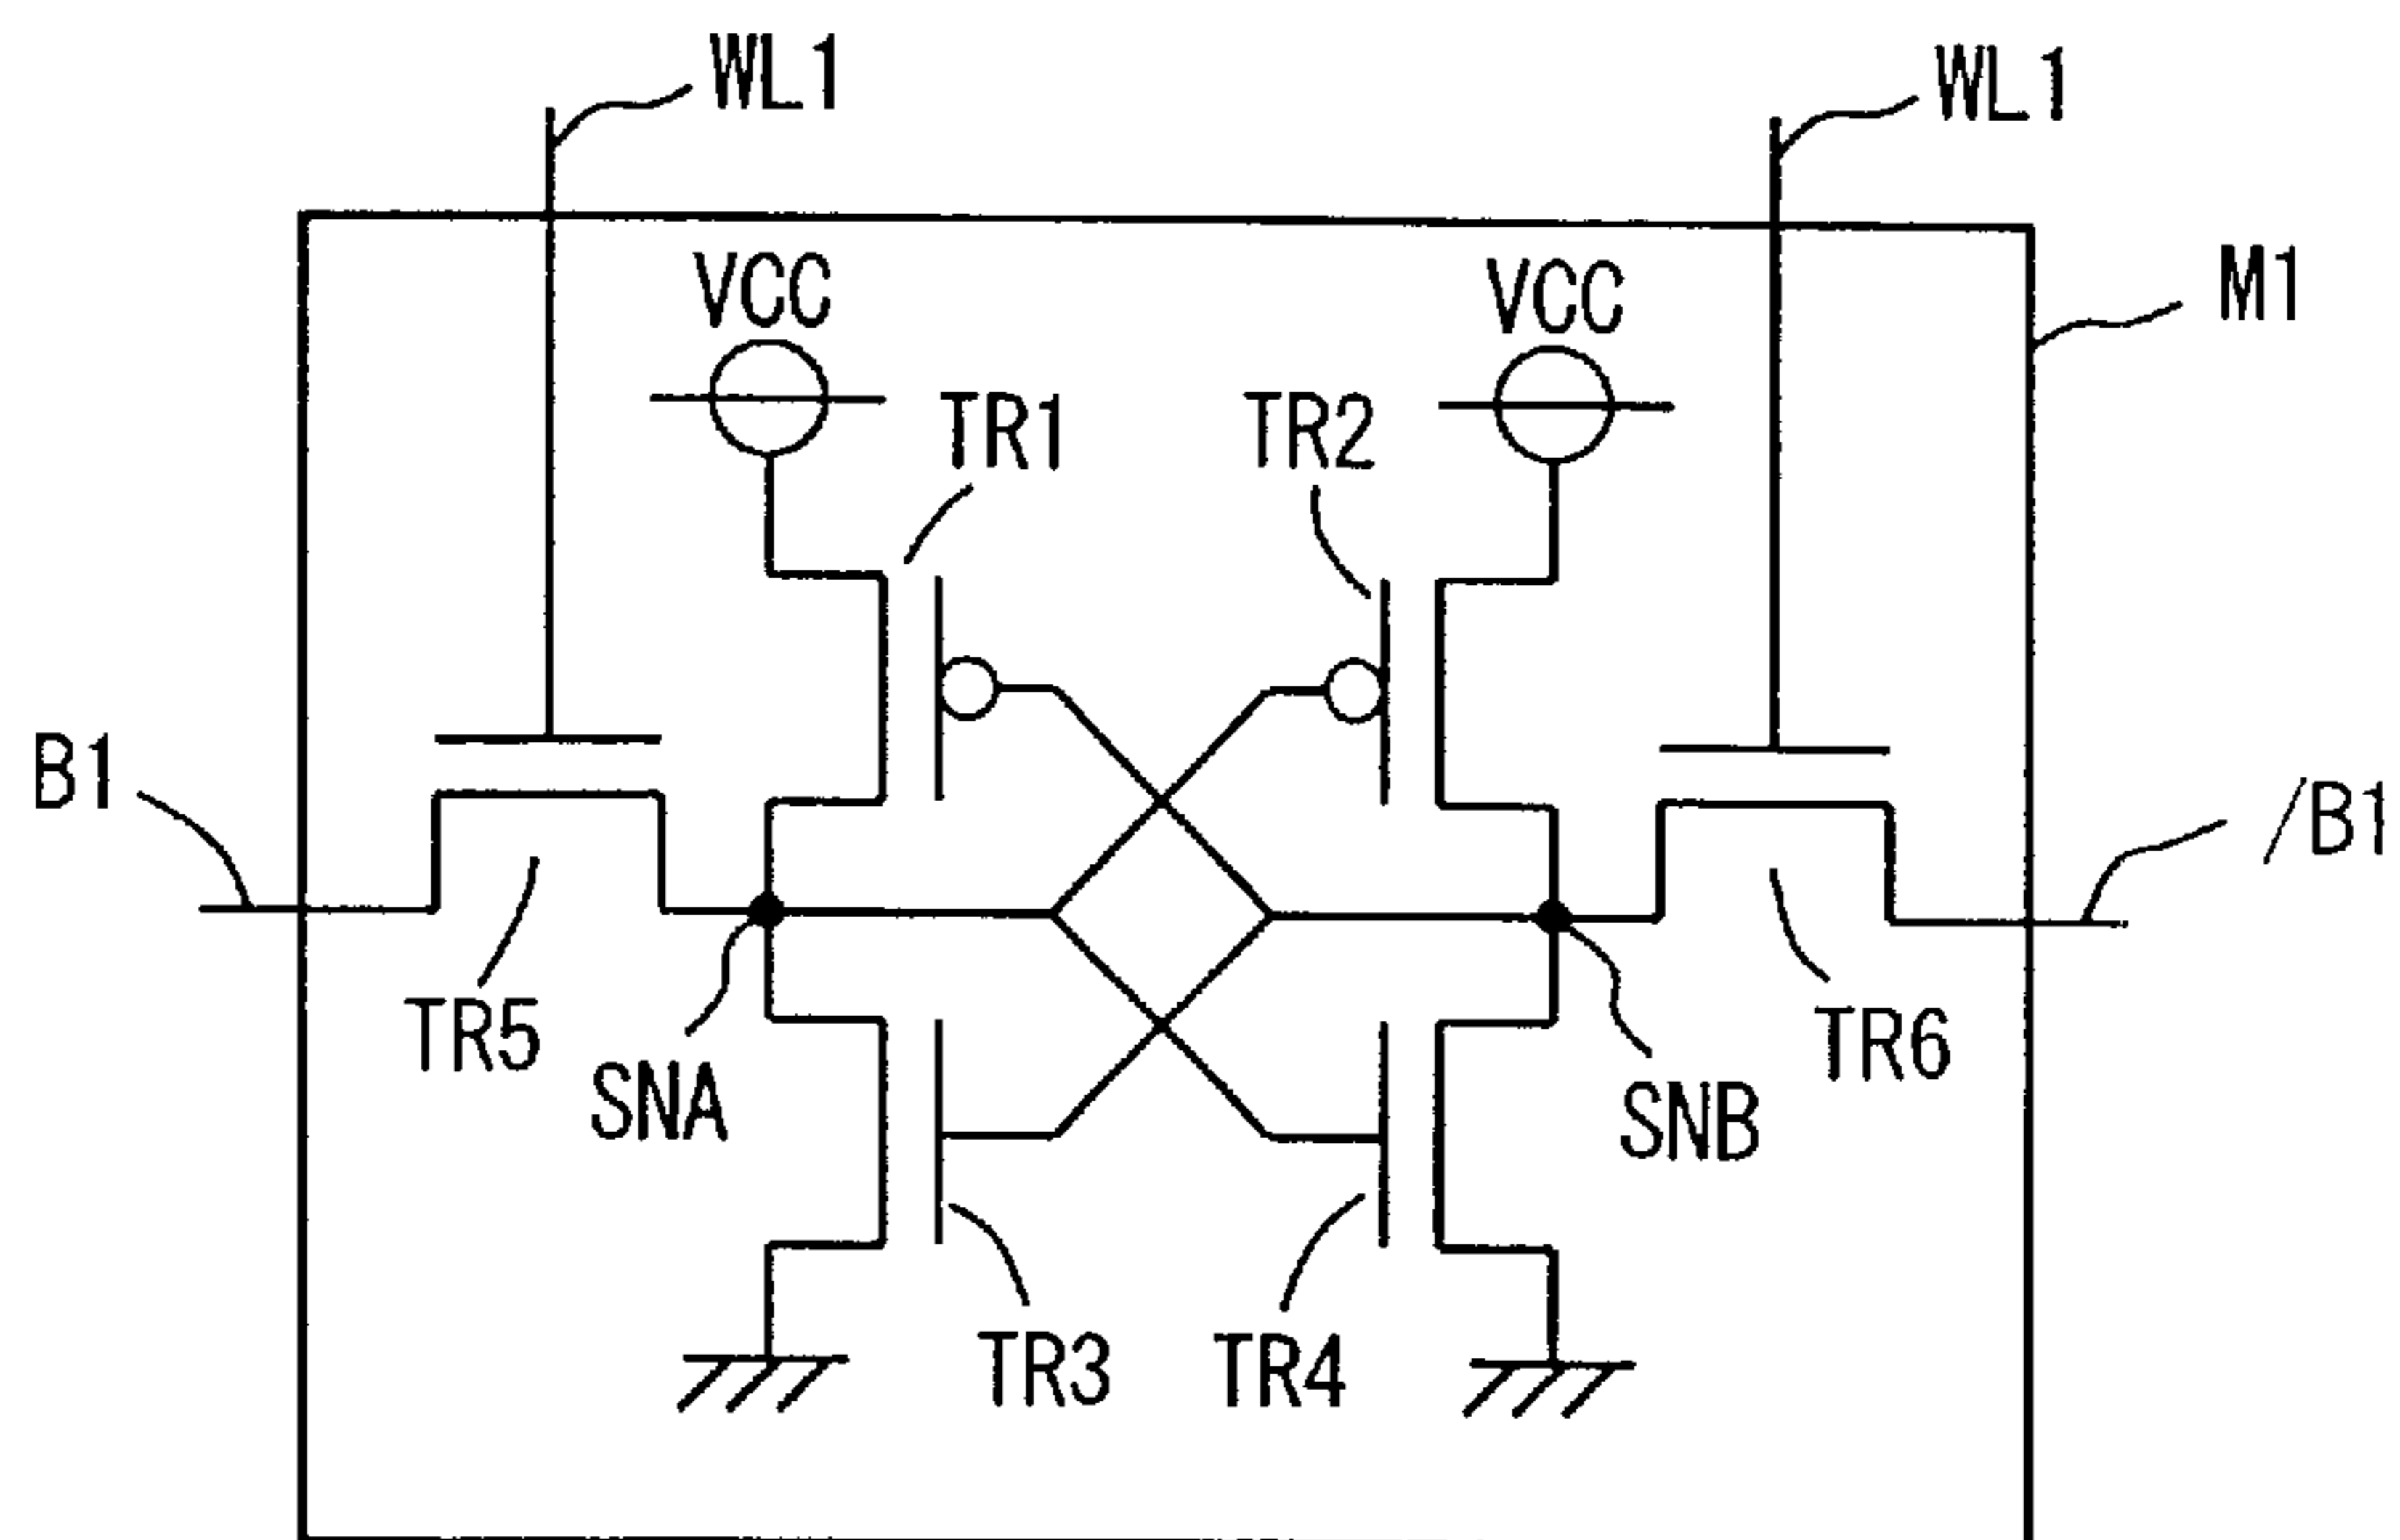 WL1
WL1
VCC
VCC
M1
TR1
TR2
B1
/B1
TR5
SNA
SNB
TR6
TR3
TR4